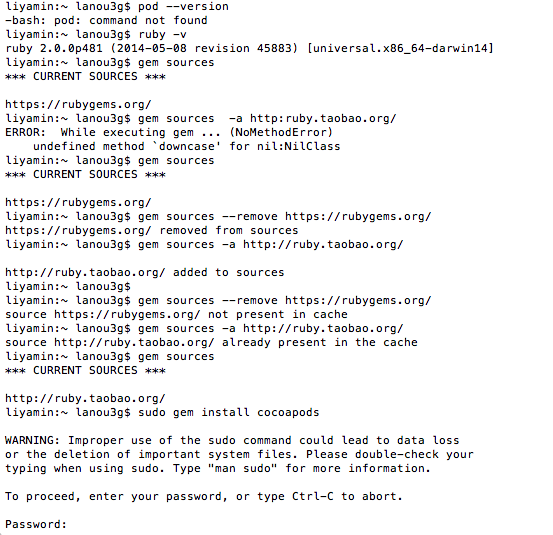 liyamin:~ lanou3g$ pod --version
-bash: pod: command not found
liyamin:~ lanou3g$ ruby -v
ruby 2.0.0p481 (2014-05-08 revision 45883) [universal.x86_64-darwin14]
liyamin:~ lanou3g$ gem sources
*** CURRENT SOURCES ***

https://rubygems.org/
liyamin:~ lanou3g$ gem sources  -a http:ruby.taobao.org/
ERROR:  While executing gem ... (NoMethodError)
    undefined method `downcase' for nil:NilClass
liyamin:~ lanou3g$ gem sources
*** CURRENT SOURCES ***

https://rubygems.org/
liyamin:~ lanou3g$ gem sources --remove https://rubygems.org/
https://rubygems.org/ removed from sources
liyamin:~ lanou3g$ gem sources -a http://ruby.taobao.org/

http://ruby.taobao.org/ added to sources
liyamin:~ lanou3g$
liyamin:~ lanou3g$ gem sources --remove https://rubygems.org/
source https://rubygems.org/ not present in cache
liyamin:~ lanou3g$ gem sources -a http://ruby.taobao.org/
source http://ruby.taobao.org/ already present in the cache
liyamin:~ lanou3g$ gem sources
*** CURRENT SOURCES ***

http://ruby.taobao.org/
liyamin:~ lanou3g$ sudo gem install cocoapods

WARNING: Improper use of the sudo command could lead to data loss
or the deletion of important system files. Please double-check your
typing when using sudo. Type "man sudo" for more information.

To proceed, enter your password, or type Ctrl-C to abort.

Password: